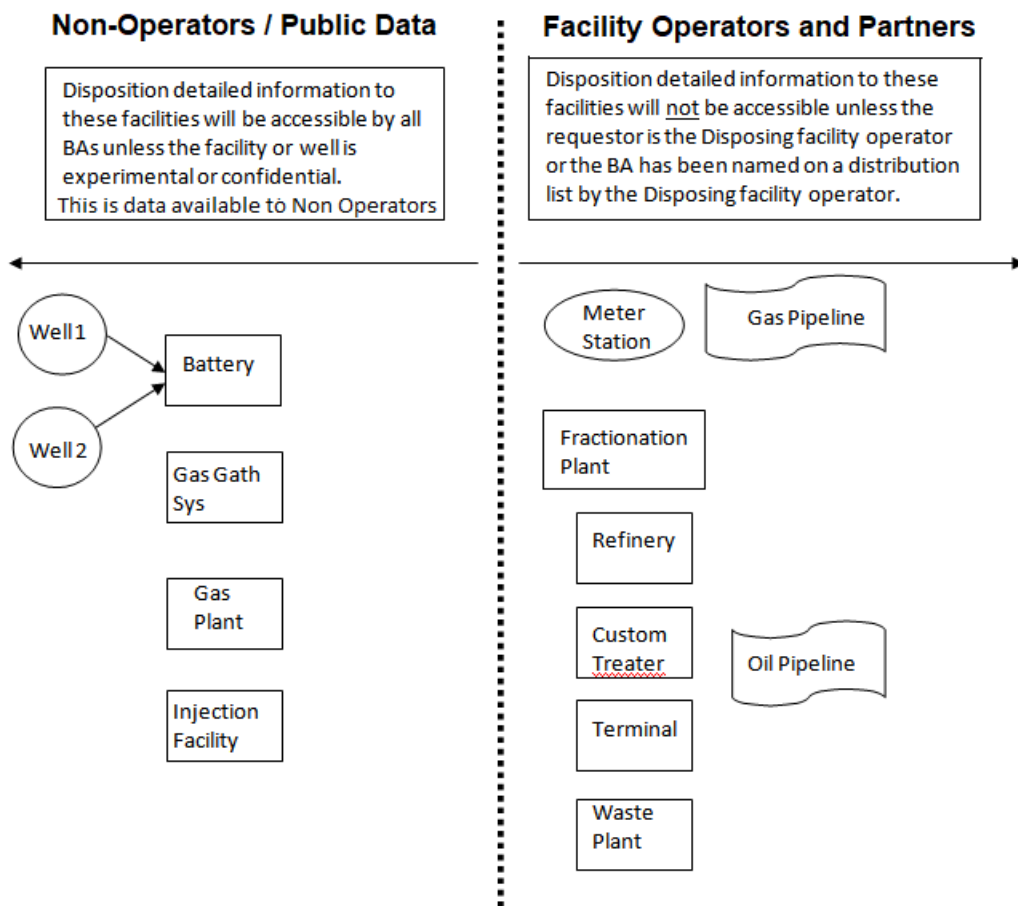 Non-Operators / Public Data
Disposition detailed information to
these facilities will be accessible by all
BAs unless the facility or well is
experimental or confidential.
This is data available to Non Operators
Well 1
Battery
Well 2
Gas Gath
Sys
Gas
Plant
Injection
Facility
Facility Operators and Partners
Disposition detailed information to these
facilities will not be accessible unless the
requestor is the Disposing facility operator
or the BA has been named on a distribution
list by the Disposing facility operator.
Meter
Station
Gas Pipeline
Fractionation
Plant
Refinery
Custom
Treater
Oil Pipeline
Terminal
Waste
Plant